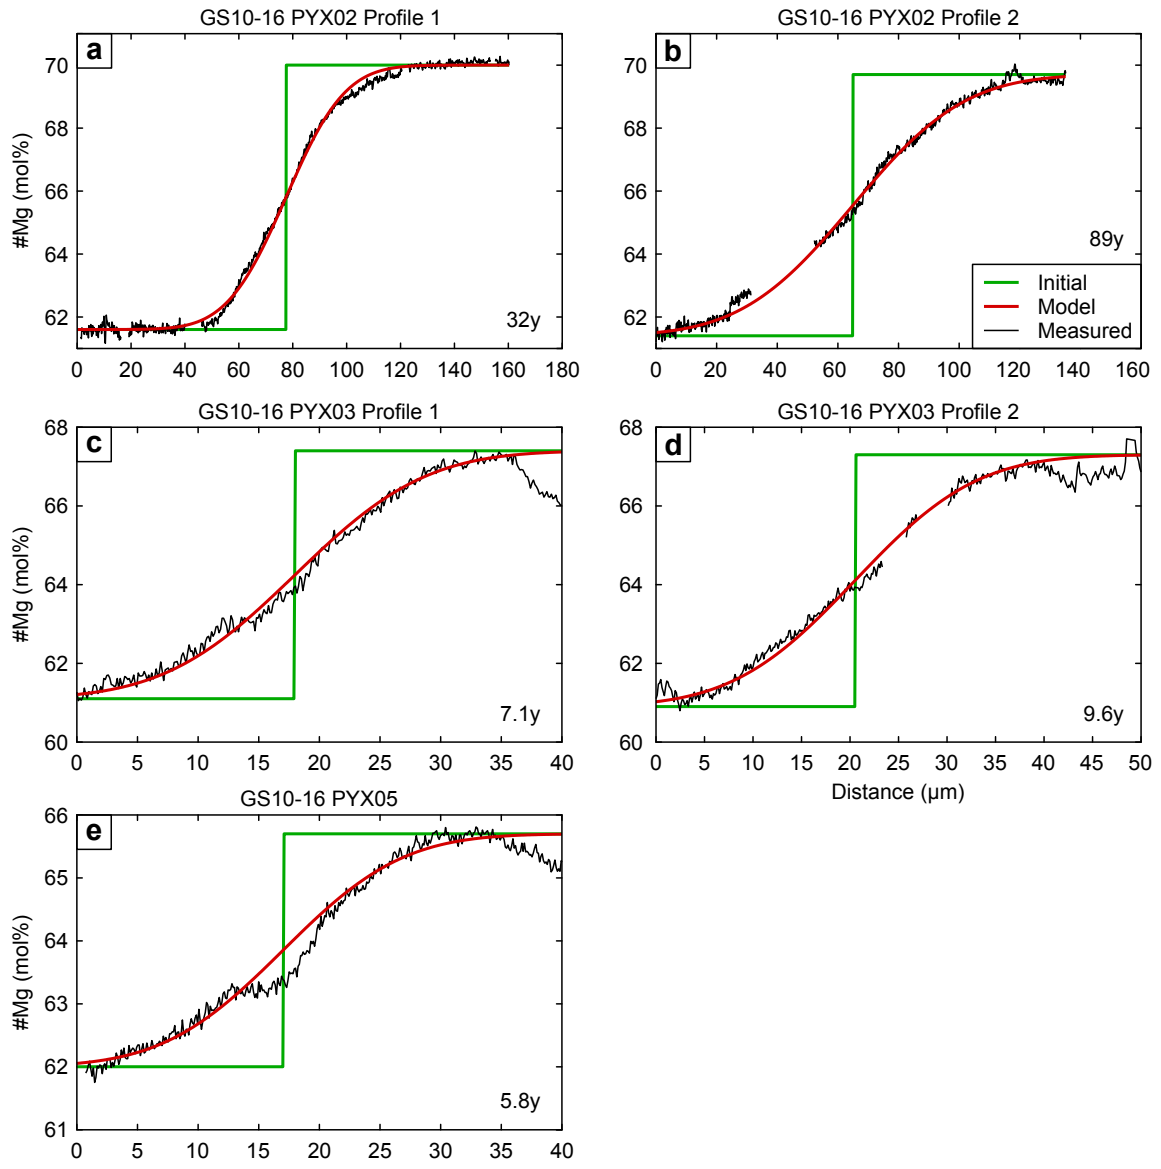 GS10-16 PYX02 Profile 1
a
70
68
66
64
62
#Mg (mol%)
32y
0 20 40 60 80 100 120 140 160 180
GS10-16 PYX02 Profile 2
b
70
68
66
64
62
89y
Initial
Model
Measured
0 20 40 60 80 100 120 140 160
GS10-16 PYX03 Profile 1
c
68
66
64
62
60
#Mg (mol%)
7.1y
0 5 10 15 20 25 30 35 40
GS10-16 PYX03 Profile 2
d
68
66
64
62
60
9.6y
0 5 10 15 20 25 30 35 40 45 50
Distance (µm)
GS10-16 PYX05
e
66
65
64
63
62
61
#Mg (mol%)
5.8y
0 5 10 15 20 25 30 35 40